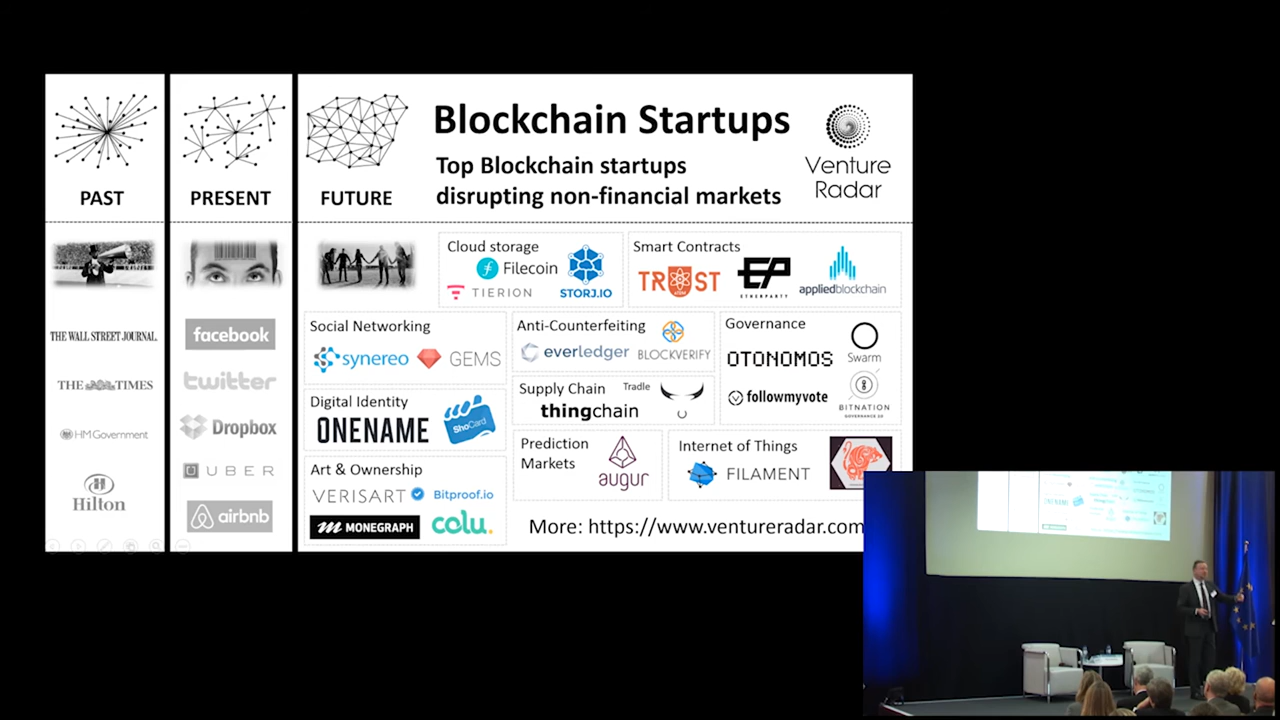 PAST
PRESENT
FUTURE
Blockchain Startups
Top Blockchain startups
disrupting non-financial markets
Venture
Radar
THE WALL STREET JOURNAL.
THE TIMES
HM Government
Hilton
facebook
twitter
Dropbox
UBER
airbnb
Cloud storage
Filecoin
TIERION
STORJ.IO
Smart Contracts
TRUST
EP
ETHERPARTY
appliedblockchain
Social Networking
synereo
GEMS
Anti-Counterfeiting
everledger
BLOCKVERIFY
Governance
OTONOMOS
Swarm
followmyvote
BITNATION
GOVERNANCE 2.0
Digital Identity
ONENAME
ShoCard
Supply Chain
Tradle
thingchain
Prediction
Markets
augur
Internet of Things
FILAMENT
Art & Ownership
VERISART
Bitproof.io
MONEGRAPH
colu.
More: https://www.ventureradar.com